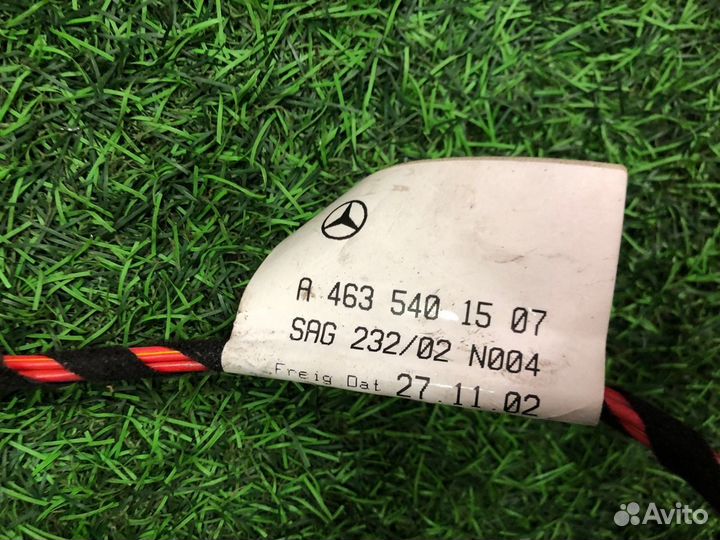 A 463 540 15 07
SAG 232/02 N004
Freig Dat 27.11.02
Avito